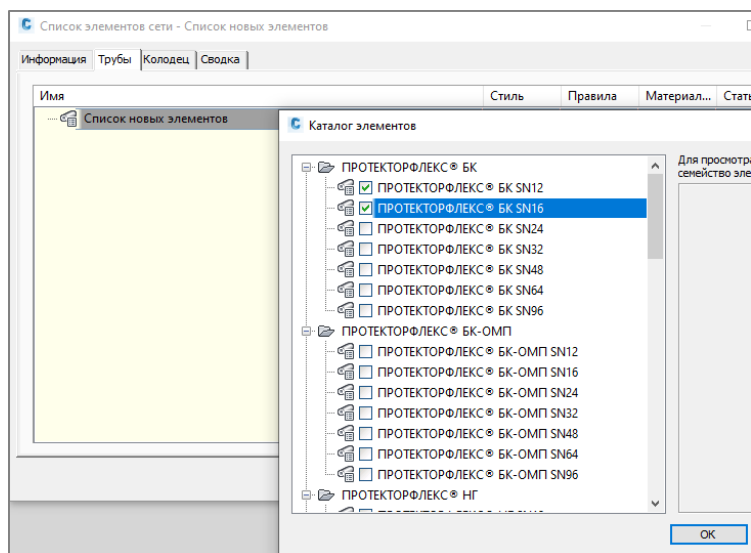 Список элементов сети - Список новых элементов
Информация Трубы Колодец Сводка
Имя Стиль Правила Материал... Стать
Список новых элементов
Каталог элементов
Для просмотра
семейство эле
ПРОТЕКТОРФЛЕКС® БК
ПРОТЕКТОРФЛЕКС® БК SN12
ПРОТЕКТОРФЛЕКС® БК SN16
ПРОТЕКТОРФЛЕКС® БК SN24
ПРОТЕКТОРФЛЕКС® БК SN32
ПРОТЕКТОРФЛЕКС® БК SN48
ПРОТЕКТОРФЛЕКС® БК SN64
ПРОТЕКТОРФЛЕКС® БК SN96
ПРОТЕКТОРФЛЕКС® БК-ОМП
ПРОТЕКТОРФЛЕКС® БК-ОМП SN12
ПРОТЕКТОРФЛЕКС® БК-ОМП SN16
ПРОТЕКТОРФЛЕКС® БК-ОМП SN24
ПРОТЕКТОРФЛЕКС® БК-ОМП SN32
ПРОТЕКТОРФЛЕКС® БК-ОМП SN48
ПРОТЕКТОРФЛЕКС® БК-ОМП SN64
ПРОТЕКТОРФЛЕКС® БК-ОМП SN96
ПРОТЕКТОРФЛЕКС® НГ
OK